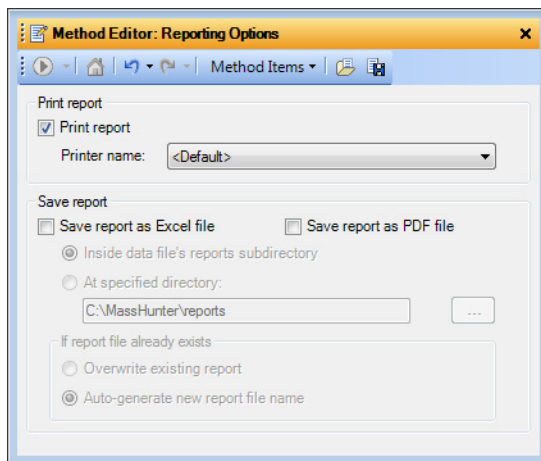 Method Editor: Reporting Options
Method Items
Print report
Print report
Printer name: <Default>
Save report
Save report as Excel file Save report as PDF file
Inside data file's reports subdirectory
At specified directory:
C:\MassHunter\reports ...
If report file already exists
Overwrite existing report
Auto-generate new report file name